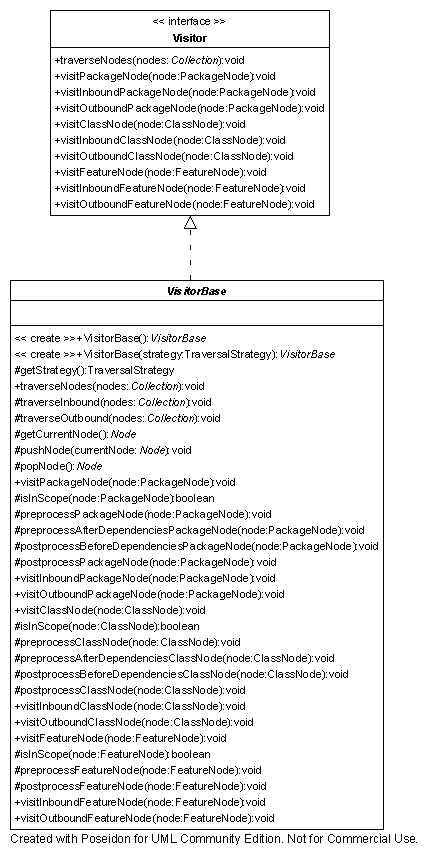 << interface >>
Visitor
+traverseNodes(nodes: Collection):void
+visitPackageNode(node:PackageNode):void
+visitInboundPackageNode(node:PackageNode):void
+visitOutboundPackageNode(node:PackageNode):void
+visitClassNode(node:ClassNode):void
+visitInboundClassNode(node:ClassNode):void
+visitOutboundClassNode(node:ClassNode):void
+visitFeatureNode(node:FeatureNode):void
+visitInboundFeatureNode(node:FeatureNode):void
+visitOutboundFeatureNode(node:FeatureNode):void
VisitorBase
<< create >>+VisitorBase(): VisitorBase
<< create >>+VisitorBase(strategy:TraversalStrategy): VisitorBase
#getStrategy():TraversalStrategy
+traverseNodes(nodes: Collection):void
#traverseInbound(nodes: Collection):void
#traverseOutbound(nodes: Collection):void
#getCurrentNode(): Node
#pushNode(currentNode: Node):void
#popNode(): Node
+visitPackageNode(node:PackageNode):void
#isInScope(node:PackageNode):boolean
#preprocessPackageNode(node:PackageNode):void
#preprocessAfterDependenciesPackageNode(node:PackageNode):void
#postprocessBeforeDependenciesPackageNode(node:PackageNode):void
#postprocessPackageNode(node:PackageNode):void
+visitInboundPackageNode(node:PackageNode):void
+visitOutboundPackageNode(node:PackageNode):void
+visitClassNode(node:ClassNode):void
#isInScope(node:ClassNode):boolean
#preprocessClassNode(node:ClassNode):void
#preprocessAfterDependenciesClassNode(node:ClassNode):void
#postprocessBeforeDependenciesClassNode(node:ClassNode):void
#postprocessClassNode(node:ClassNode):void
+visitInboundClassNode(node:ClassNode):void
+visitOutboundClassNode(node:ClassNode):void
+visitFeatureNode(node:FeatureNode):void
#isInScope(node:FeatureNode):boolean
#preprocessFeatureNode(node:FeatureNode):void
#postprocessFeatureNode(node:FeatureNode):void
+visitInboundFeatureNode(node:FeatureNode):void
+visitOutboundFeatureNode(node:FeatureNode):void
Created with Poseidon for UML Community Edition. Not for Commercial Use.